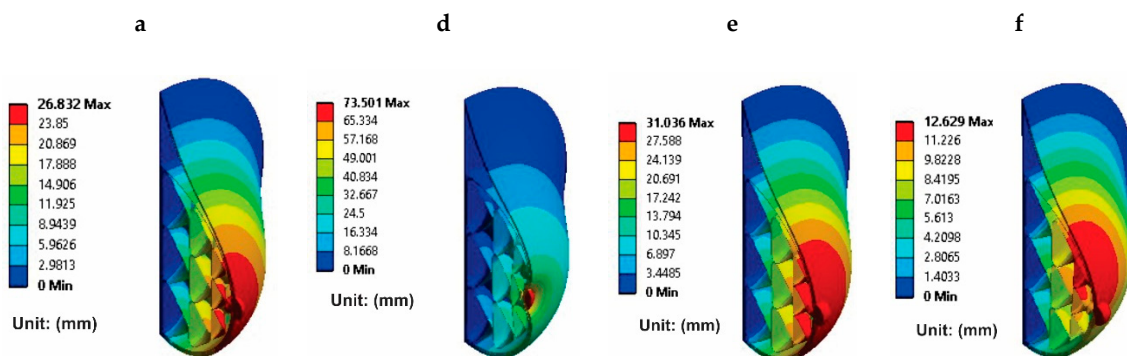 a
d
e
f
26.832 Max
23.85
20.869
17.888
14.906
11.925
8.9439
5.9626
2.9813
0 Min
Unit: (mm)
73.501 Max
65.334
57.168
49.001
40.834
32.667
24.5
16.334
8.1668
0 Min
Unit: (mm)
31.036 Max
27.588
24.139
20.691
17.242
13.794
10.345
6.897
3.4485
0 Min
Unit: (mm)
12.629 Max
11.226
9.8228
8.4195
7.0163
5.613
4.2098
2.8065
1.4033
0 Min
Unit: (mm)